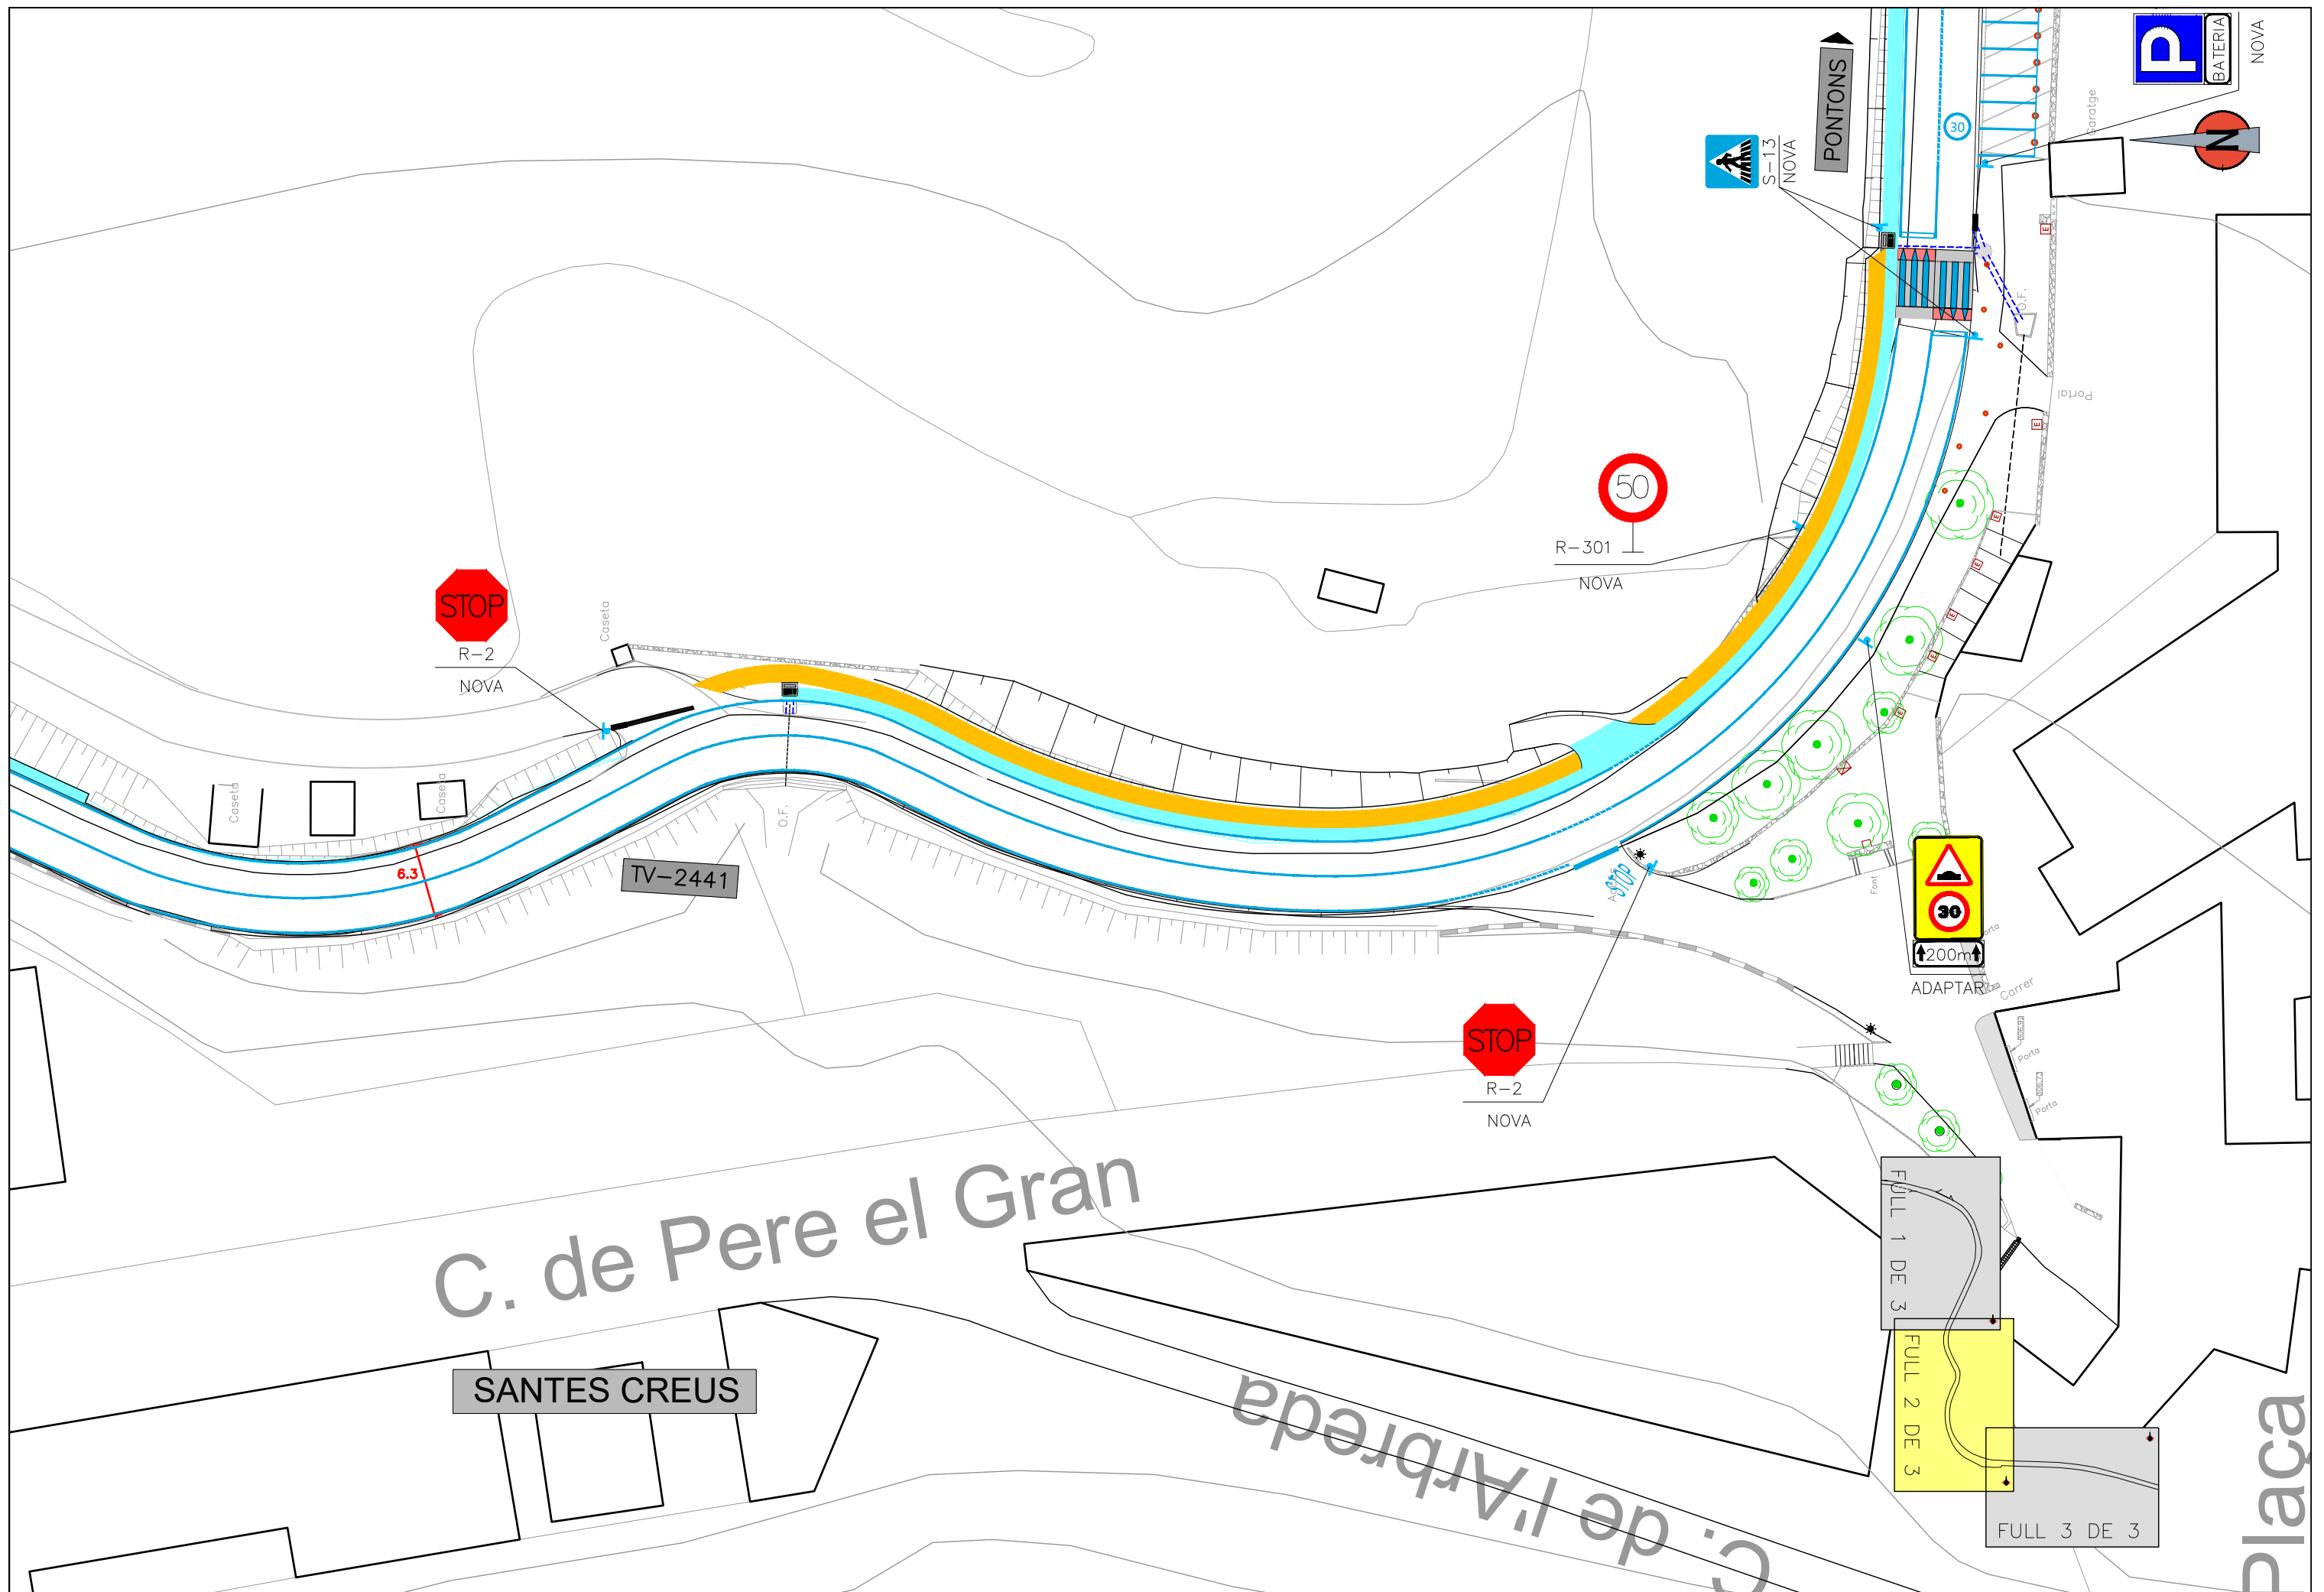 P
BATERIA
NOVA
PONTONS
30
S-13
NOVA
N
Garatge
O.F.
Portal
50
R-301
NOVA
STOP
R-2
NOVA
Caseta
Caseta
Caseta
6.3
TV-2441
O.F.
STOP
E
E
E
E
E
E
E
Font
30
200m
ADAPTAR
Porta
Carrer
Porta
Porta
STOP
R-2
NOVA
C. de Pere el Gran
SANTES CREUS
C. de l'Arbreda
Plaça
FULL 1 DE 3
FULL 2 DE 3
FULL 3 DE 3